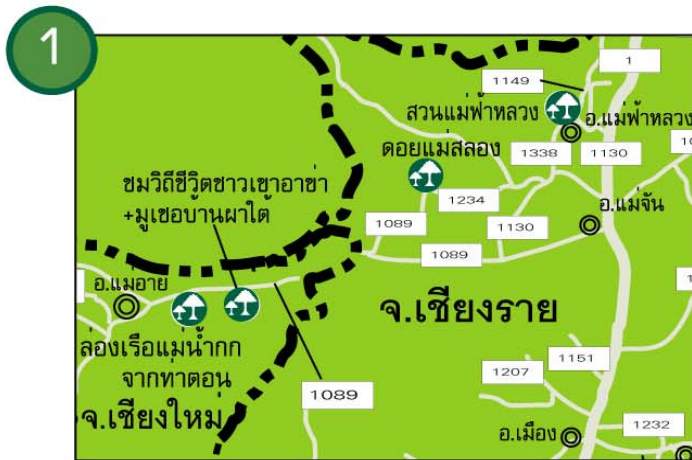 1
1
1149
สวนแม่ฟ้าหลวง
อ.แม่ฟ้าหลวง
ดอยแม่สลอง
1338
1130
ชมวิถีชีวิตชาวเขาอาข่า
+มูเซอบ้านผาใต้
1234
1089
1130
อ.แม่จัน
1089
อ.แม่อาย
จ.เชียงราย
ล่องเรือแม่น้ำกก
จากท่าตอน
1151
1207
1089
จ.เชียงใหม่
1232
อ.เมือง